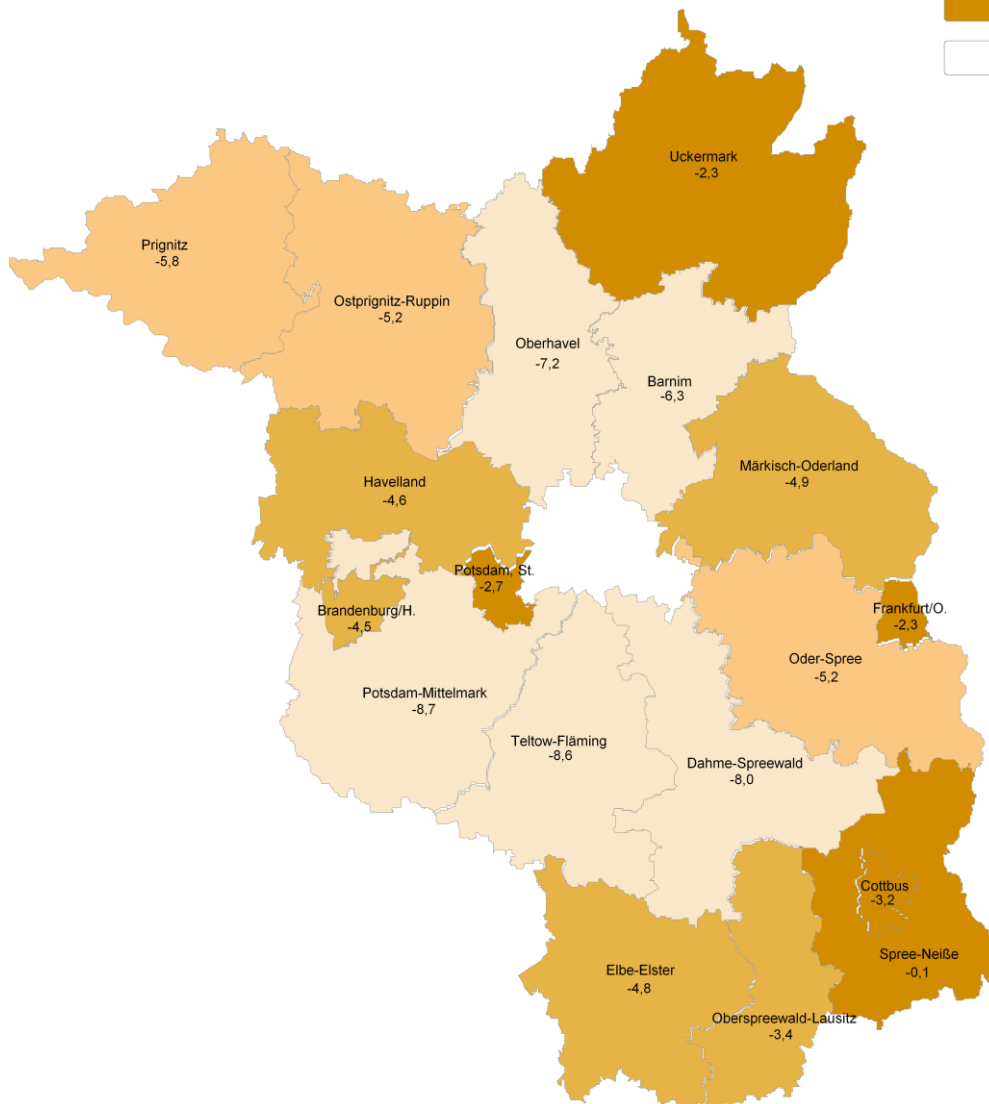 Uckermark
-2,3
Prignitz
-5,8
Ostprignitz-Ruppin
-5,2
Oberhavel
-7,2
Barnim
-6,3
Märkisch-Oderland
-4,9
Havelland
-4,6
Potsdam, St.
-2,7
Brandenburg/H.
-4,5
Frankfurt/O.
-2,3
Oder-Spree
-5,2
Potsdam-Mittelmark
-8,7
Teltow-Fläming
-8,6
Dahme-Spreewald
-8,0
Cottbus
-3,2
Spree-Neiße
-0,1
Elbe-Elster
-4,8
Oberspreewald-Lausitz
-3,4